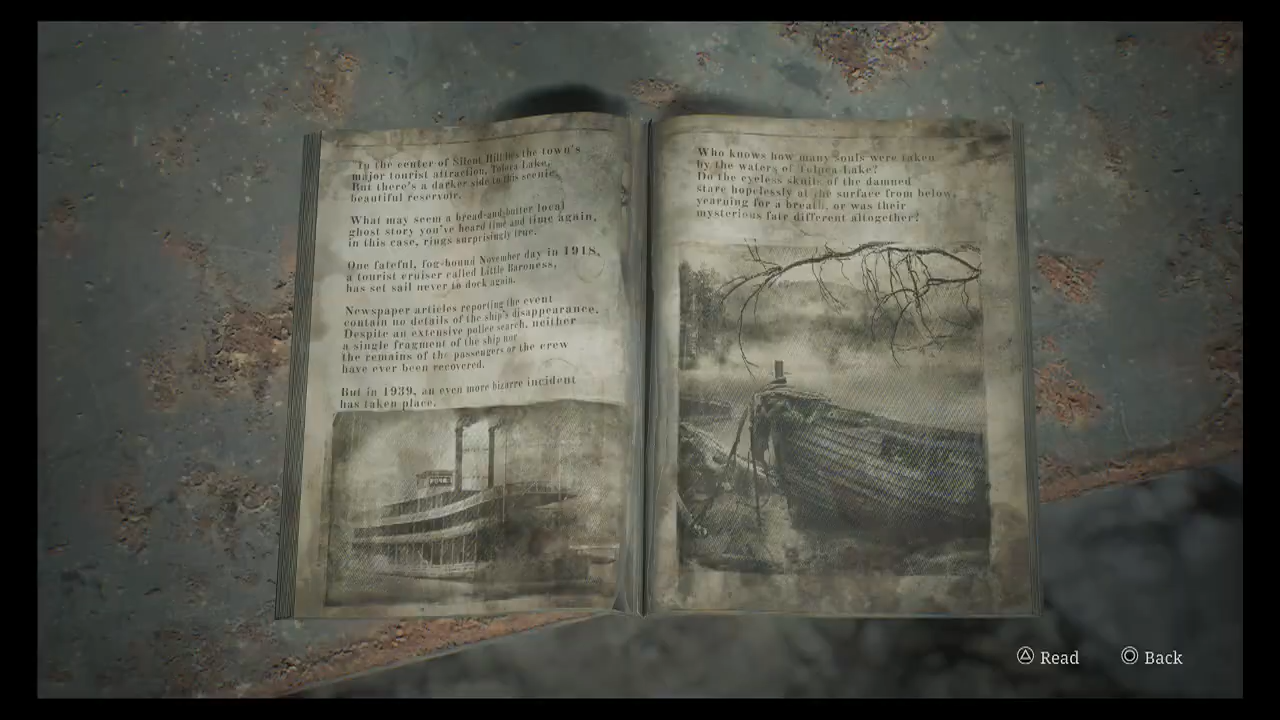 In the center of Silent Hill lies the town's
major tourist attraction, Toluca Lake.
But there's a darker side to this scenic,
beautiful reservoir.
What may seem a bread-and-butter local
ghost story you've heard time and time again,
in this case, rings surprisingly true.
One fateful, fog-bound November day in 1918,
a tourist cruiser called Little Baroness,
has set sail never to dock again.
Newspaper articles reporting the event
contain no details of the ship's disappearance.
Despite an extensive police search, neither
a single fragment of the ship nor
the remains of the passengers or the crew
have ever been recovered.
But in 1939, an even more bizarre incident
has taken place.
Who knows how many souls were taken
by the waters of Toluca Lake?
Do the eyeless skulls of the damned
stare hopelessly at the surface from below,
yearning for a breath, or was their
mysterious fate different altogether?
Read
Back